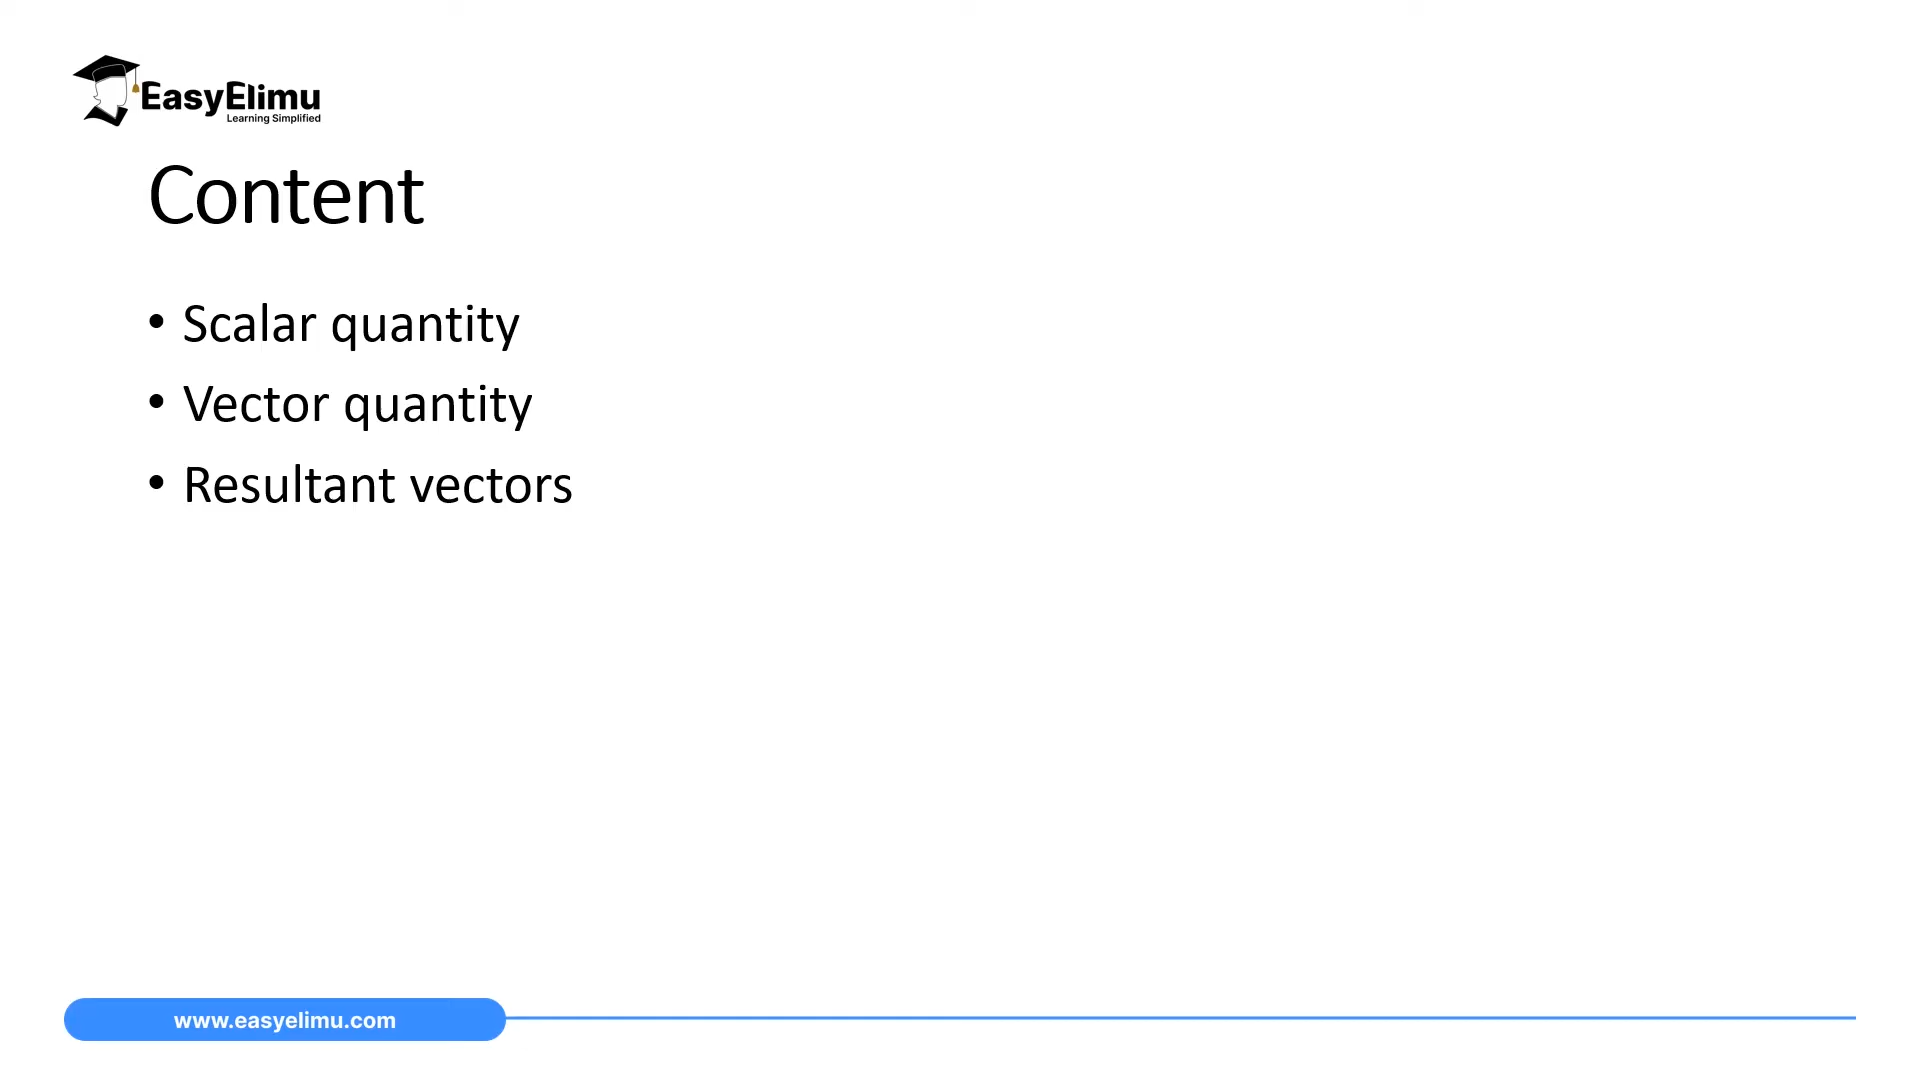 EasyElimu
Learning Simplified
Content
• Scalar quantity
• Vector quantity
• Resultant vectors
www.easyelimu.com